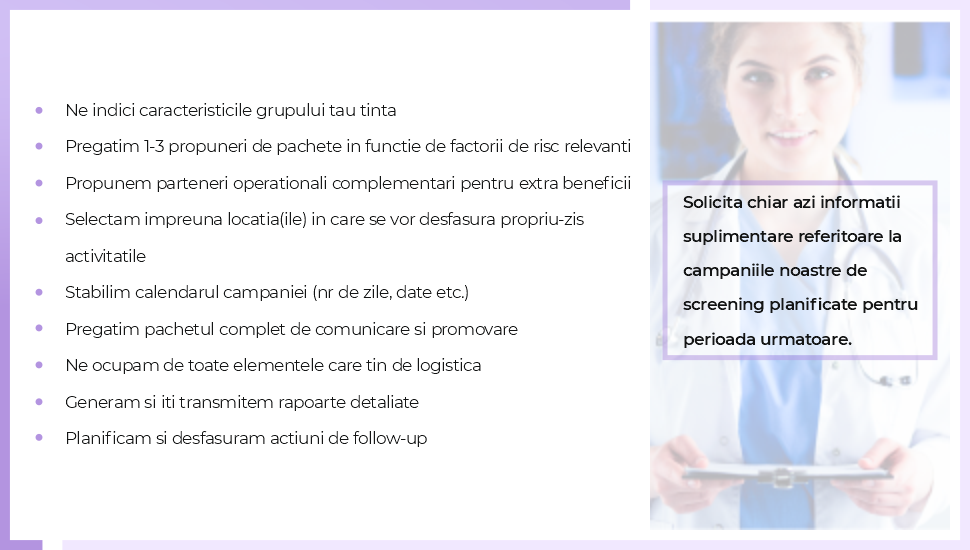 Ne indici caracteristicile grupului tau tinta
Pregatim 1-3 propuneri de pachete in functie de factorii de risc relevanti
Propunem parteneri operationali complementari pentru extra beneficii
Selectam impreuna locatia(ile) in care se vor desfasura propriu-zis
activitatile
Stabilim calendarul campaniei (nr de zile, date etc.)
Pregatim pachetul complet de comunicare si promovare
Ne ocupam de toate elementele care tin de logistica
Generam si iti transmitem rapoarte detaliate
Planificam si desfasuram actiuni de follow-up
Solicita chiar azi informatii
suplimentare referitoare la
campaniile noastre de
screening planificate pentru
perioada urmatoare.